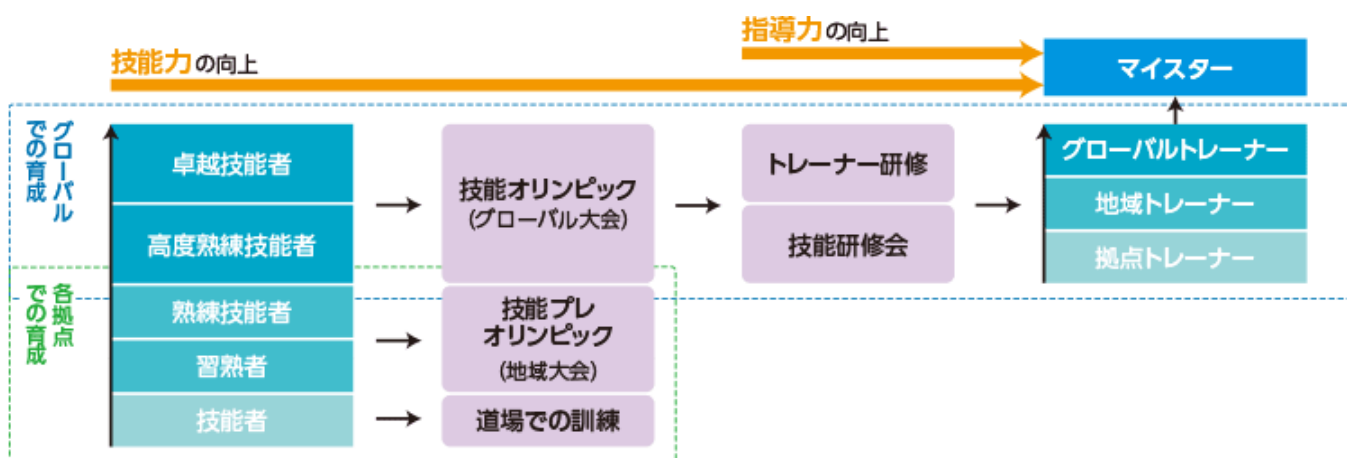 指導力の向上
技能力の向上
マイスター
グローバル
での育成
卓越技能者
高度熟練技能者
技能オリンピック
(グローバル大会)
トレーナー研修
技能研修会
グローバルトレーナー
地域トレーナー
拠点トレーナー
各拠点
での育成
熟練技能者
習熟者
技能者
技能プレ
オリンピック
(地域大会)
道場での訓練